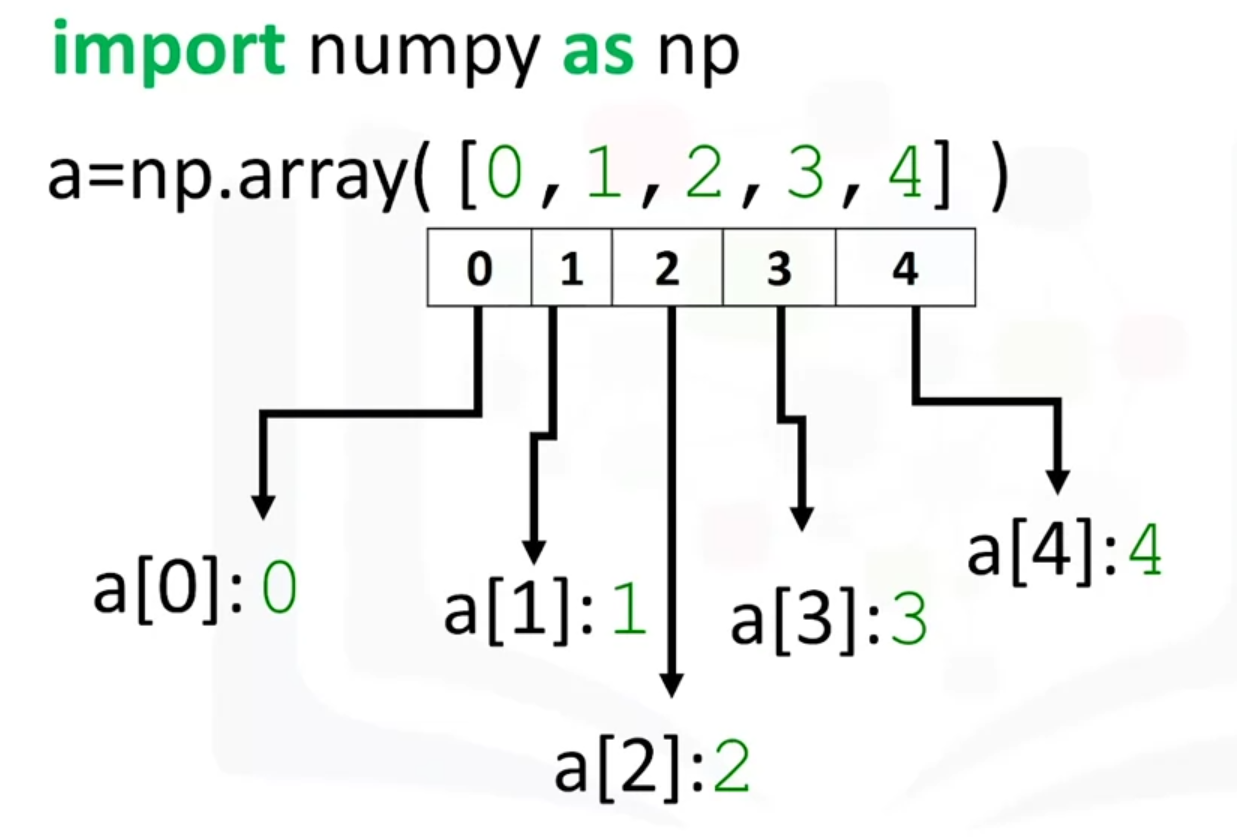 import numpy as np
a=np.array( [0, 1, 2, 3, 4] )
0 1 2 3 4
a[0]:0
a[1]:1
a[2]:2
a[3]:3
a[4]:4